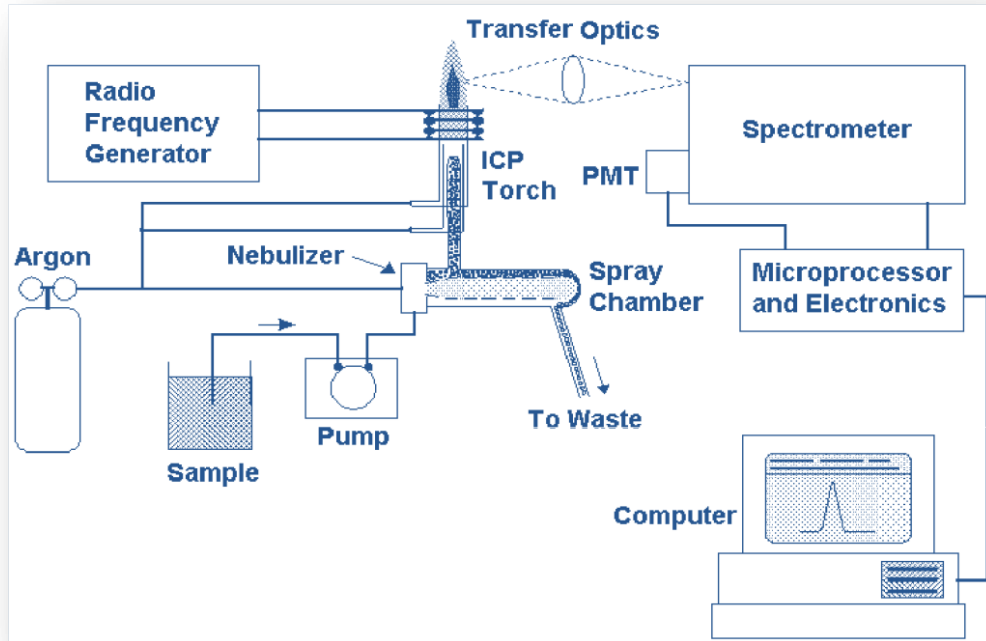 Transfer Optics
Radio
Frequency
Generator
Spectrometer
ICP
Torch
PMT
Argon
Nebulizer
Spray
Chamber
Microprocessor
and Electronics
To Waste
Pump
Sample
Computer